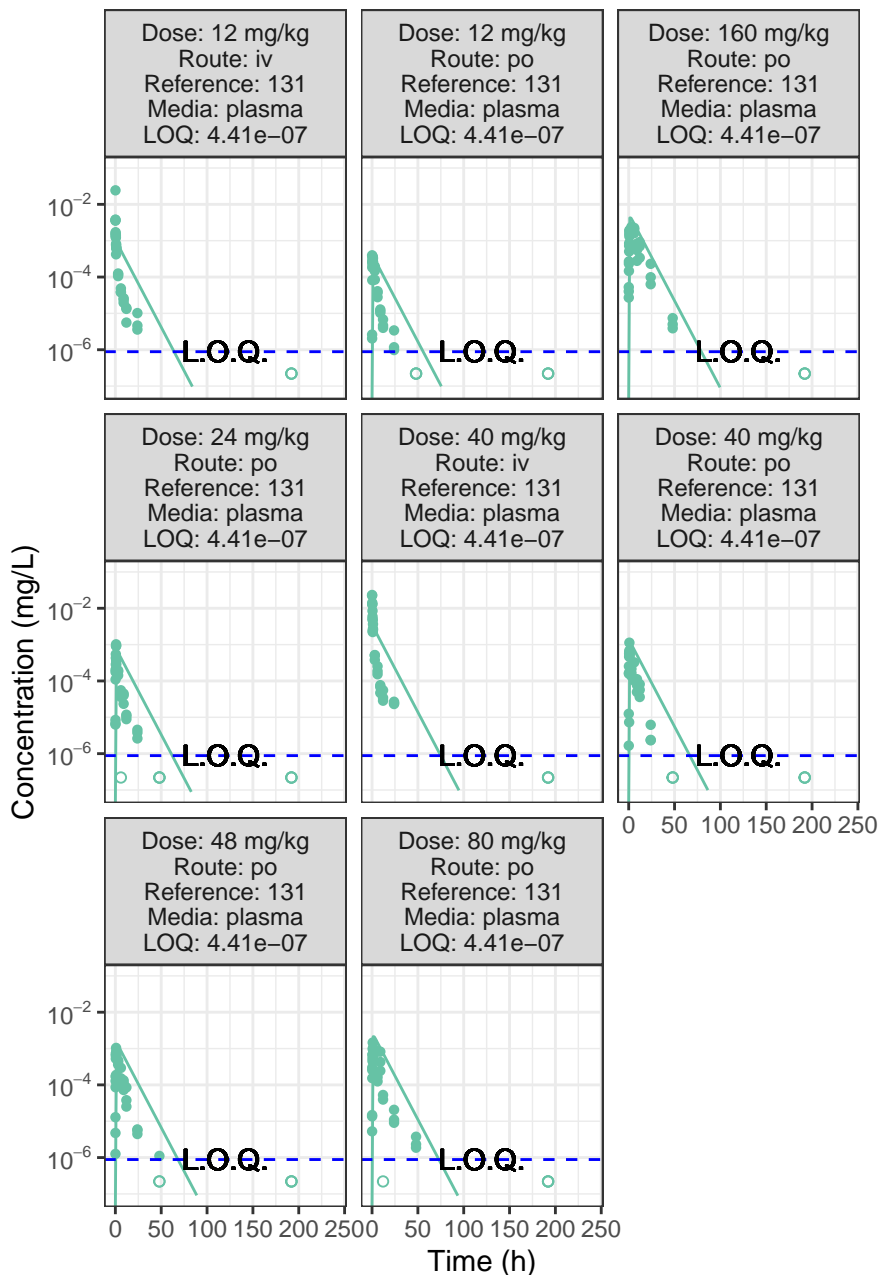 Dose: 12 mg/kg
Route: iv
Reference: 131
Media: plasma
LOQ: 4.41e−07
Dose: 12 mg/kg
Route: po
Reference: 131
Media: plasma
LOQ: 4.41e−07
Dose: 160 mg/kg
Route: po
Reference: 131
Media: plasma
LOQ: 4.41e−07
10⁻²
10⁻⁴
10⁻⁶
L.O.Q.
L.O.Q.
L.O.Q.
Dose: 24 mg/kg
Route: po
Reference: 131
Media: plasma
LOQ: 4.41e−07
Dose: 40 mg/kg
Route: iv
Reference: 131
Media: plasma
LOQ: 4.41e−07
Dose: 40 mg/kg
Route: po
Reference: 131
Media: plasma
LOQ: 4.41e−07
Concentration (mg/L)
10⁻²
10⁻⁴
10⁻⁶
L.O.Q.
L.O.Q.
L.O.Q.
0 50 100 150 200 250
Dose: 48 mg/kg
Route: po
Reference: 131
Media: plasma
LOQ: 4.41e−07
Dose: 80 mg/kg
Route: po
Reference: 131
Media: plasma
LOQ: 4.41e−07
10⁻²
10⁻⁴
10⁻⁶
L.O.Q.
L.O.Q.
0 50 100 150 200 250
0 50 100 150 200 250
Time (h)